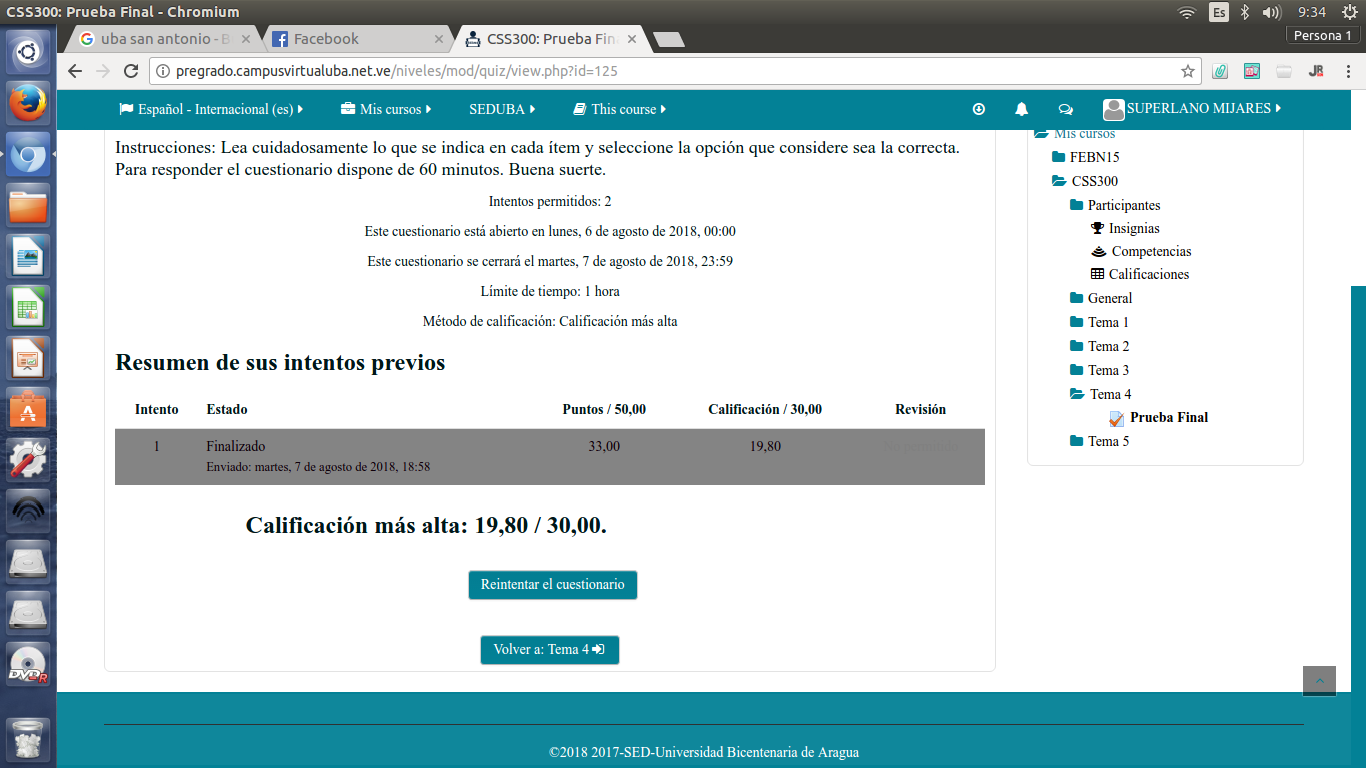 CSS300: Prueba Final - Chromium
Es
9:34
uba san antonio - B
Facebook
CSS300: Prueba Fin
Persona 1
pregrado.campusvirtualuba.net.ve/niveles/mod/quiz/view.php?id=125
JR
Español - Internacional (es)
Mis cursos
SEDUBA
This course
SUPERLANO MIJARES
Instrucciones: Lea cuidadosamente lo que se indica en cada ítem y seleccione la opción que considere sea la correcta.
Para responder el cuestionario dispone de 60 minutos. Buena suerte.
Intentos permitidos: 2
Este cuestionario está abierto en lunes, 6 de agosto de 2018, 00:00
Este cuestionario se cerrará el martes, 7 de agosto de 2018, 23:59
Límite de tiempo: 1 hora
Método de calificación: Calificación más alta
Resumen de sus intentos previos
Intento Estado Puntos / 50,00 Calificación / 30,00 Revisión
1 Finalizado 33,00 19,80
Enviado: martes, 7 de agosto de 2018, 18:58
Calificación más alta: 19,80 / 30,00.
Reintentar el cuestionario
Volver a: Tema 4
Mis cursos
FEBN15
CSS300
Participantes
Insignias
Competencias
Calificaciones
General
Tema 1
Tema 2
Tema 3
Tema 4
Prueba Final
Tema 5
DVD-R
©2018 2017-SED-Universidad Bicentenaria de Aragua